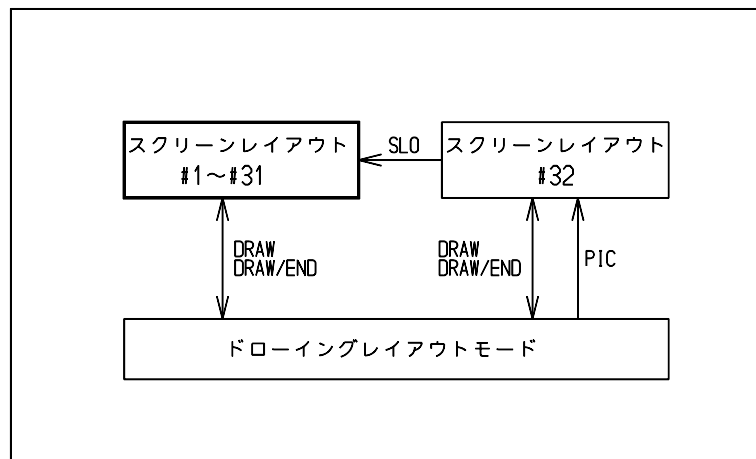 スクリーンレイアウト
#1～#31
SLO
スクリーンレイアウト
#32
DRAW
DRAW/END
DRAW
DRAW/END
PIC
ドローイングレイアウトモード